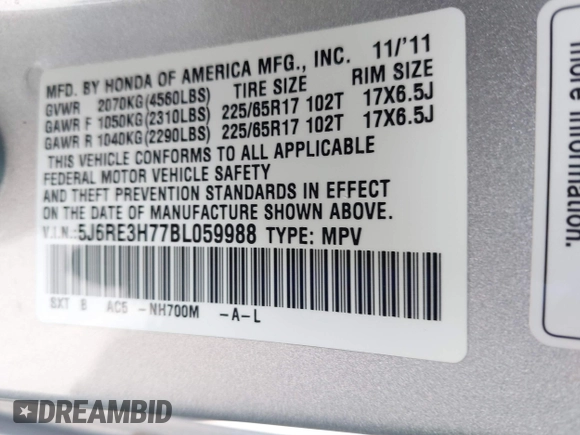 MFD. BY HONDA OF AMERICA MFG., INC. 11/'11
GVWR 2070KG(4560LBS) TIRE SIZE RIM SIZE
GAWR F 1050KG(2310LBS) 225/65R17 102T 17X6.5J
GAWR R 1040KG(2290LBS) 225/65R17 102T 17X6.5J
THIS VEHICLE CONFORMS TO ALL APPLICABLE
FEDERAL MOTOR VEHICLE SAFETY
AND THEFT PREVENTION STANDARDS IN EFFECT
ON THE DATE OF MANUFACTURE SHOWN ABOVE.
V.I.N.:5J6RE3H77BL059988 TYPE: MPV
SXT B AC5 -NH700M -A-L
more information.
DREAMBID